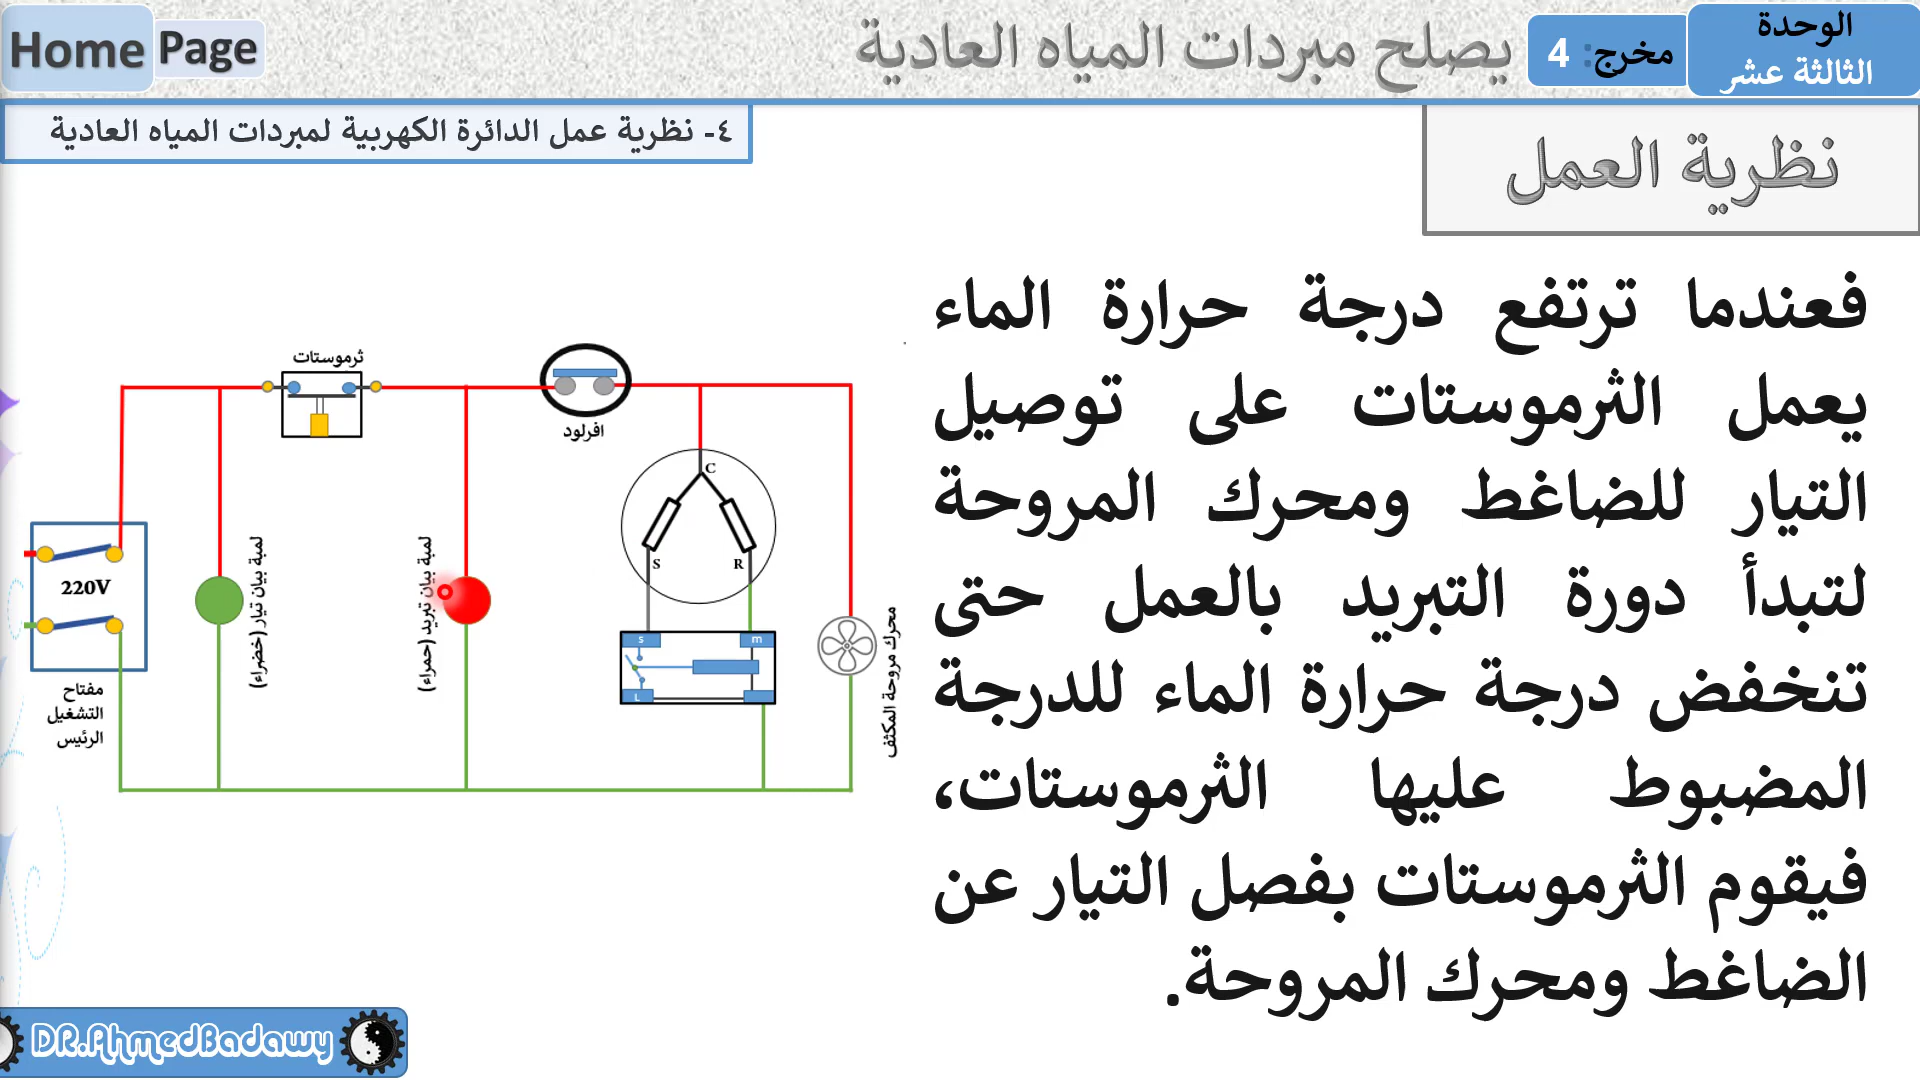 الوحدة
الثالثة عشر
مخرج: 4
يصلح مبردات المياه العادية
Home Page
٤- نظرية عمل الدائرة الكهربية لمبردات المياه العادية
نظرية العمل
فعندما ترتفع درجة حرارة الماء
يعمل الثرموستات على توصيل
التيار للضاغط ومحرك المروحة
لتبدأ دورة التبريد بالعمل حتى
تنخفض درجة حرارة الماء للدرجة
المضبوط عليها الثرموستات،
فيقوم الثرموستات بفصل التيار عن
الضاغط ومحرك المروحة.
ثرموستات
افرلود
C
S
R
s
m
L
220V
مفتاح
التشغيل
الرئيس
لمبة بيان تيار (خضراء)
لمبة بيان تبريد (حمراء)
محرك مروحة المكثف
DR.AhmedBadawy